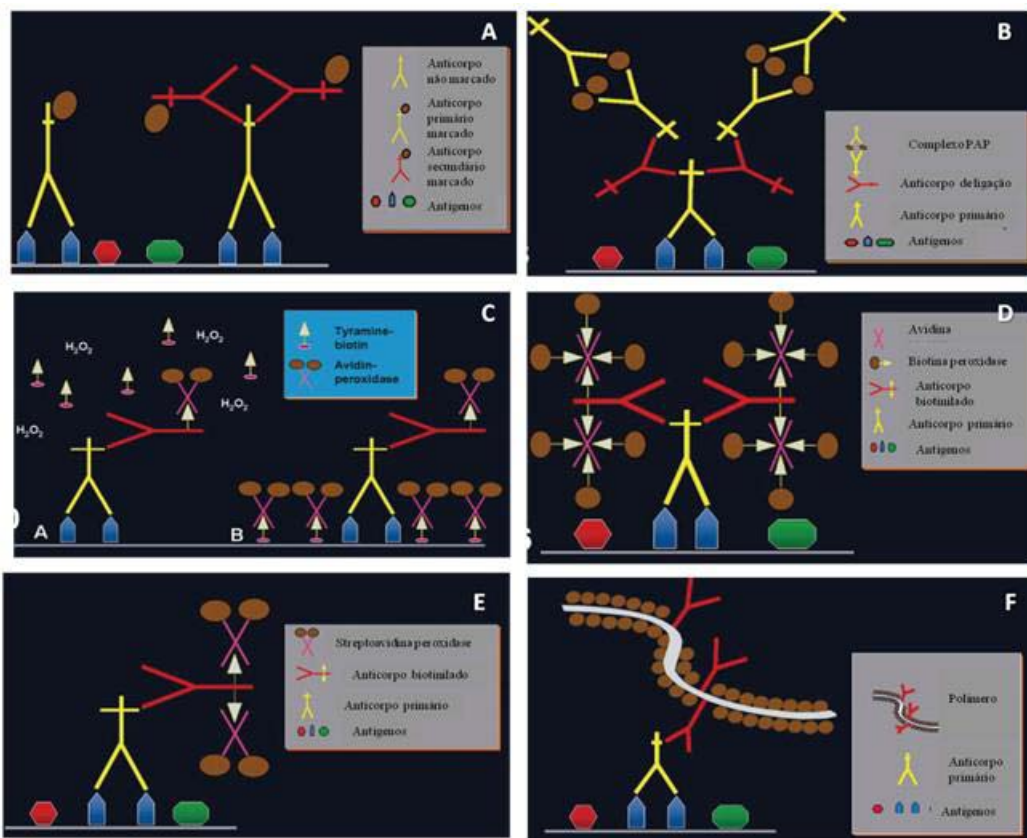 A
Anticorpo
não marcado
Anticorpo
primário
marcado
Anticorpo
secundário
marcado
Antígenos
B
Complexo PAP
Anticorpo deligação
Anticorpo primário
Antígenos
C
H₂O₂
H₂O₂
H₂O₂
H₂O₂
Tyramine-
biotin
Avidin-
peroxidase
A
B
D
Avidina
Biotina peroxidase
Anticorpo
biotinilado
Anticorpo primário
Antígenos
E
Streptoavidina peroxidase
Anticorpo biotinilado
Anticorpo primário
Antígenos
F
Polímero
Anticorpo
primário
Antígenos